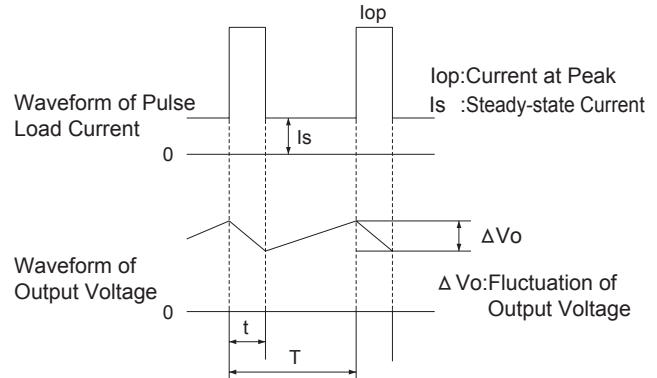 Iop
Iop:Current at Peak
Is :Steady-state Current
Waveform of Pulse
Load Current
Is
0
ΔVo
Waveform of
Output Voltage
ΔVo:Fluctuation of
Output Voltage
0
t
T